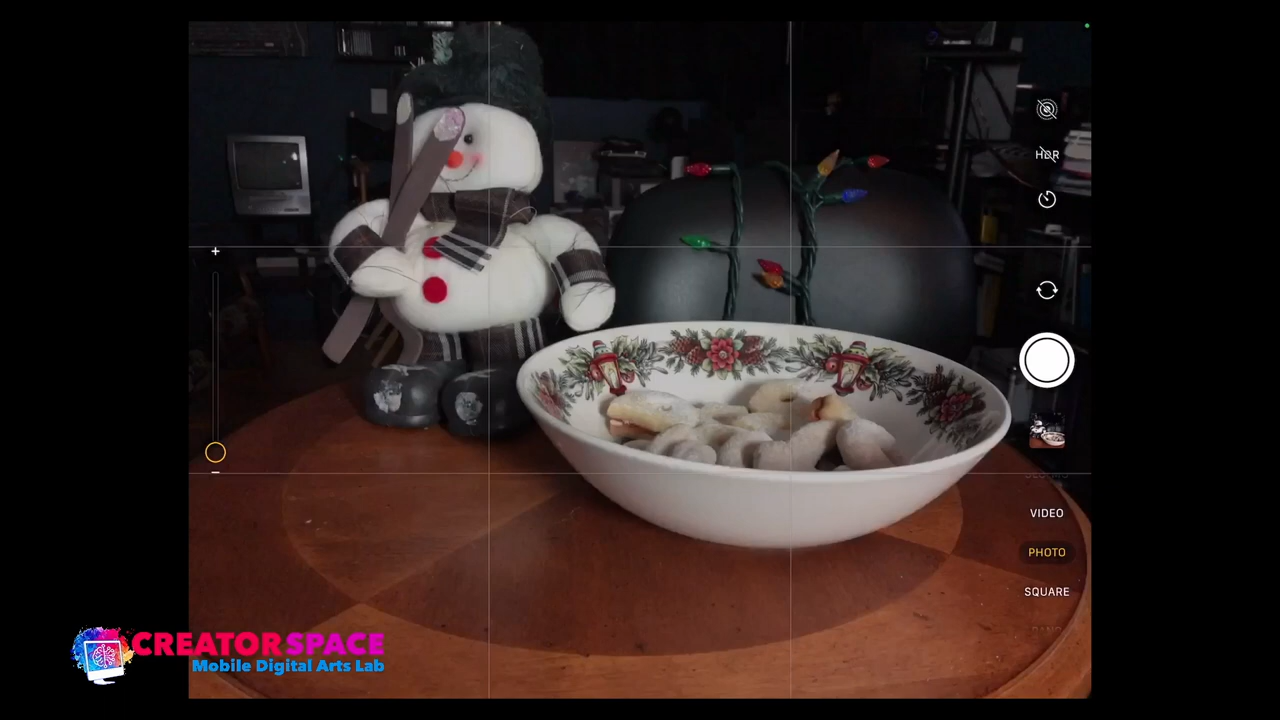 HDR
VIDEO
PHOTO
SQUARE
CREATORSPACE
Mobile Digital Arts Lab